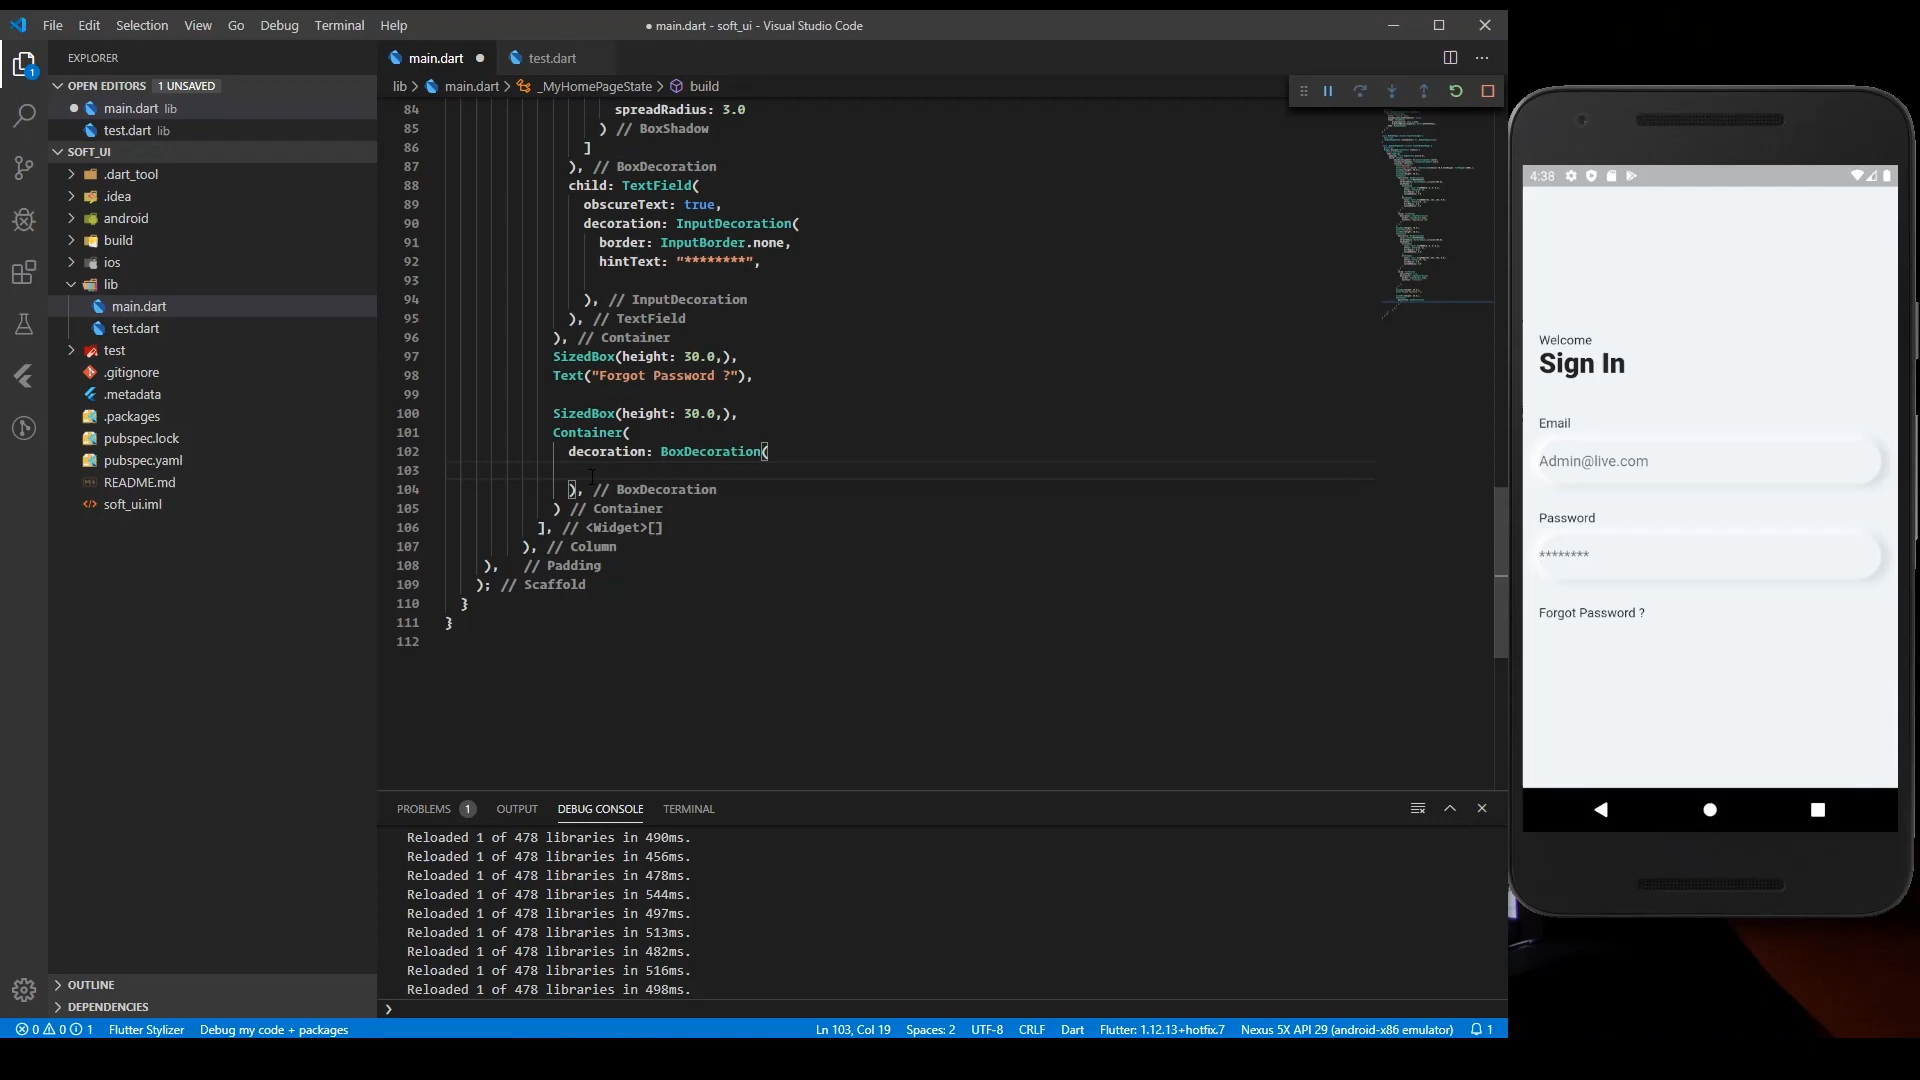 File Edit Selection View Go Debug Terminal Help
● main.dart - soft_ui - Visual Studio Code
EXPLORER
OPEN EDITORS 1 UNSAVED
main.dart lib
test.dart lib
SOFT_UI
.dart_tool
.idea
android
build
ios
lib
main.dart
test.dart
test
.gitignore
.metadata
.packages
pubspec.lock
pubspec.yaml
README.md
soft_ui.iml
OUTLINE
DEPENDENCIES
1
main.dart
test.dart
lib > main.dart > _MyHomePageState > build
84 spreadRadius: 3.0
85 ) // BoxShadow
86 ]
87 ), // BoxDecoration
88 child: TextField(
89 obscureText: true,
90 decoration: InputDecoration(
91 border: InputBorder.none,
92 hintText: "********",
93
94 ), // InputDecoration
95 ), // TextField
96 ), // Container
97 SizedBox(height: 30.0,),
98 Text("Forgot Password ?"),
99
100 SizedBox(height: 30.0,),
101 Container(
102 decoration: BoxDecoration(
103
104 ), // BoxDecoration
105 ) // Container
106 ], // <Widget>[]
107 ), // Column
108 ), // Padding
109 ); // Scaffold
110 }
111 }
112
PROBLEMS 1 OUTPUT DEBUG CONSOLE TERMINAL
Reloaded 1 of 478 libraries in 490ms.
Reloaded 1 of 478 libraries in 456ms.
Reloaded 1 of 478 libraries in 478ms.
Reloaded 1 of 478 libraries in 544ms.
Reloaded 1 of 478 libraries in 497ms.
Reloaded 1 of 478 libraries in 513ms.
Reloaded 1 of 478 libraries in 482ms.
Reloaded 1 of 478 libraries in 516ms.
Reloaded 1 of 478 libraries in 498ms.
0 0 1 Flutter Stylizer Debug my code + packages
Ln 103, Col 19 Spaces: 2 UTF-8 CRLF Dart Flutter: 1.12.13+hotfix.7 Nexus 5X API 29 (android-x86 emulator) 1
4:38
Welcome
Sign In
Email
Admin@live.com
Password
********
Forgot Password ?